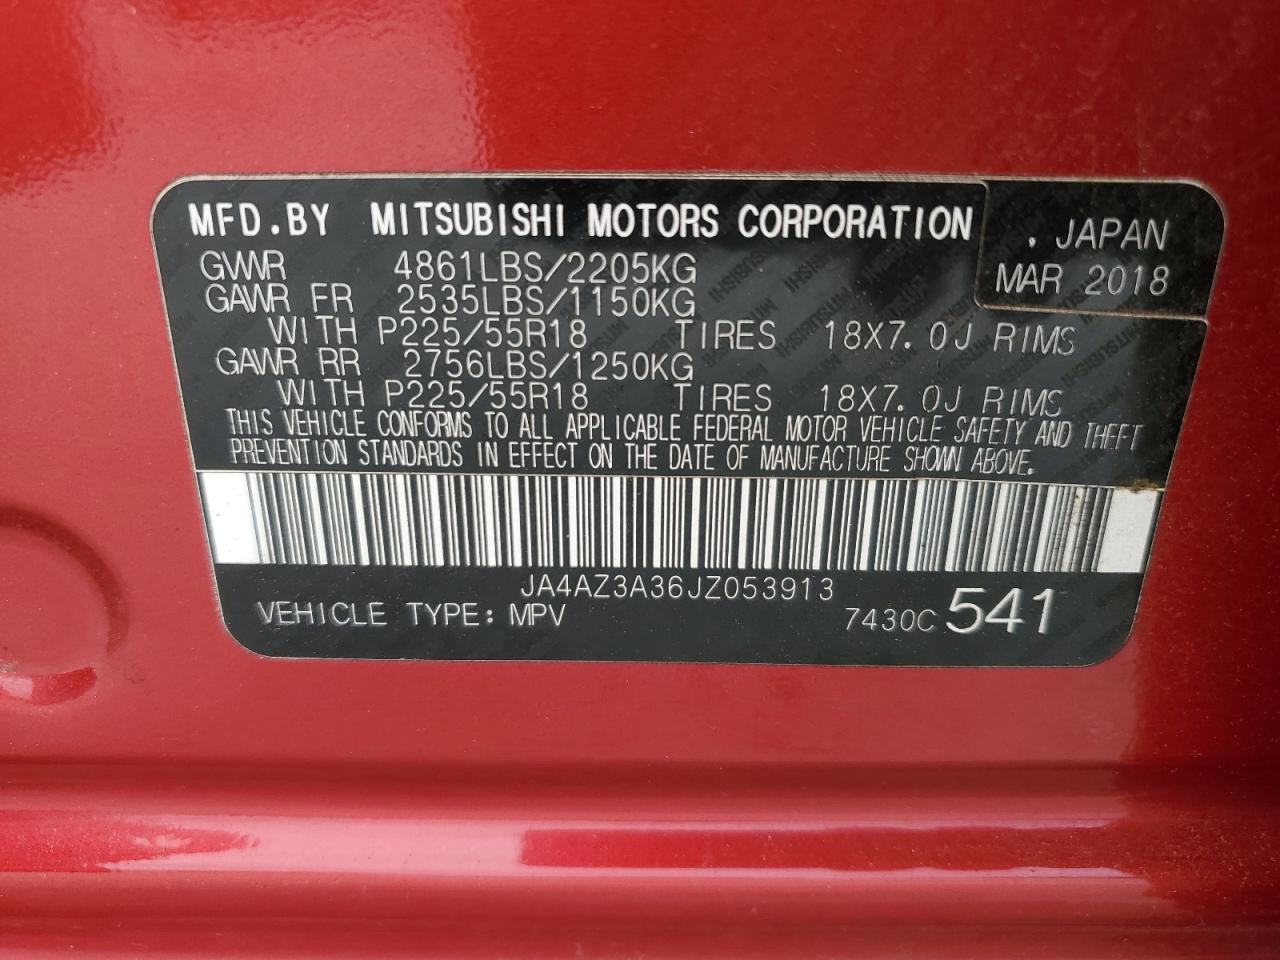 MFD.BY MITSUBISHI MOTORS CORPORATION
. JAPAN
MAR 2018
GVWR 4861LBS/2205KG
GAWR FR 2535LBS/1150KG
WITH P225/55R18 TIRES 18X7.0J RIMS
GAWR RR 2756LBS/1250KG
WITH P225/55R18 TIRES 18X7.0J RIMS
THIS VEHICLE CONFORMS TO ALL APPLICABLE FEDERAL MOTOR VEHICLE SAFETY AND THEFT
PREVENTION STANDARDS IN EFFECT ON THE DATE OF MANUFACTURE SHOWN ABOVE.
JA4AZ3A36JZ053913
VEHICLE TYPE: MPV 7430C 541